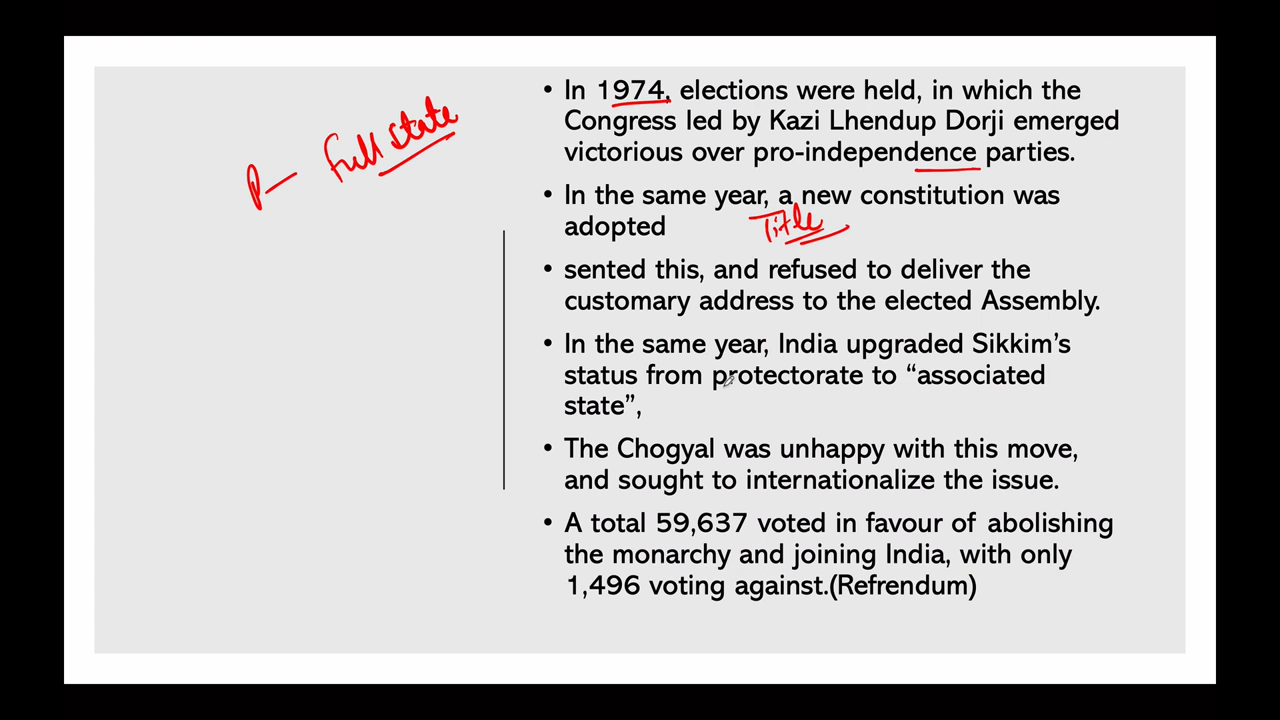 P— Full state
• In 1974, elections were held, in which the
Congress led by Kazi Lhendup Dorji emerged
victorious over pro-independence parties.
• In the same year, a new constitution was
adopted
Title
• sented this, and refused to deliver the
customary address to the elected Assembly.
• In the same year, India upgraded Sikkim’s
status from protectorate to “associated
state”,
• The Chogyal was unhappy with this move,
and sought to internationalize the issue.
• A total 59,637 voted in favour of abolishing
the monarchy and joining India, with only
1,496 voting against.(Refrendum)